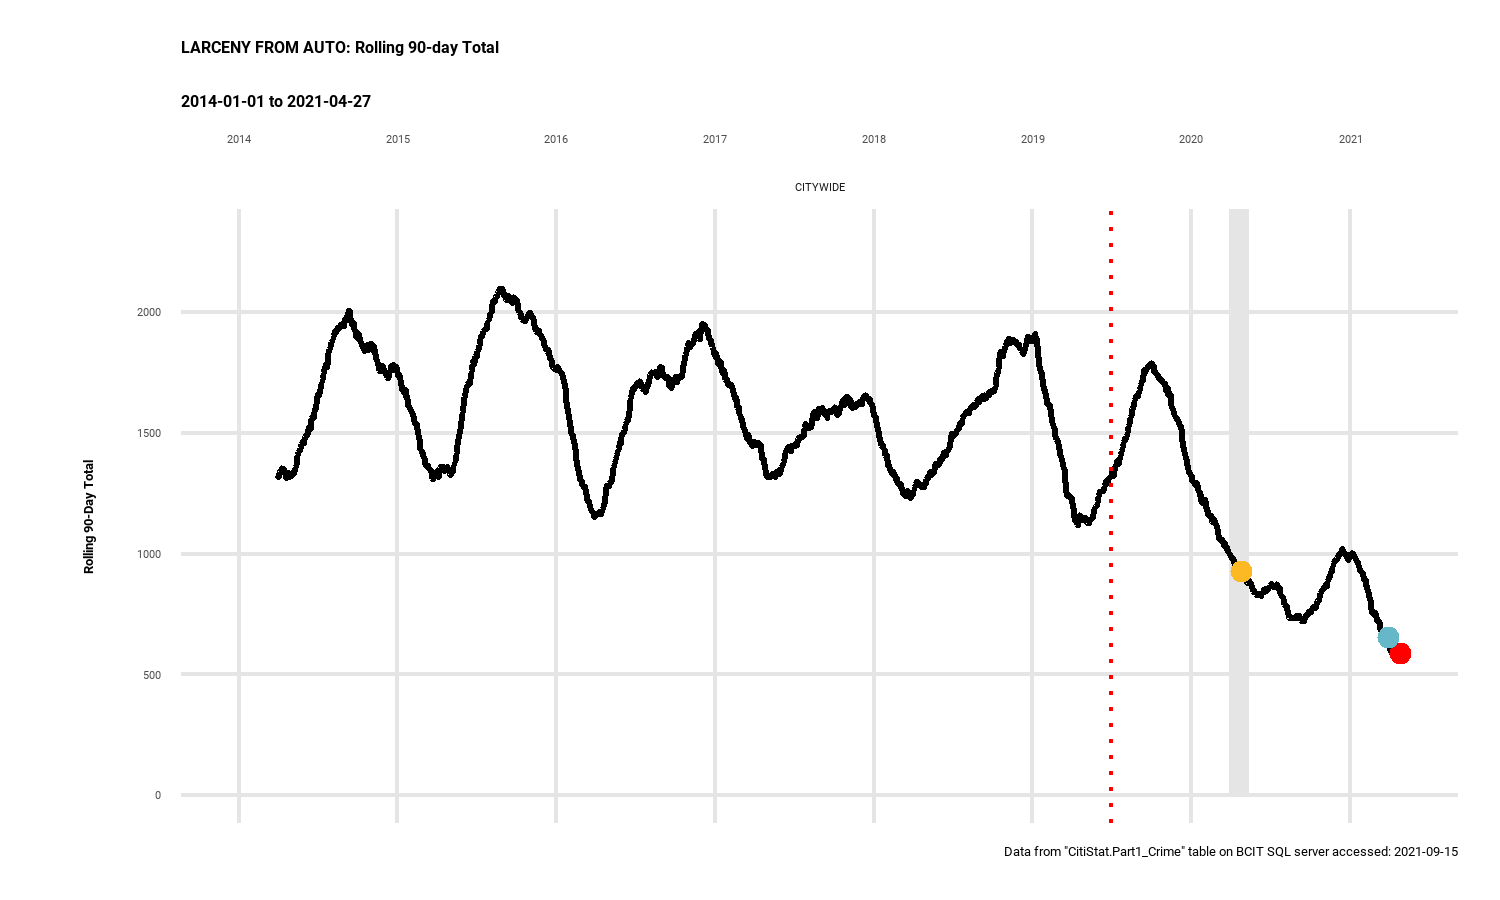 LARCENY FROM AUTO: Rolling 90-day Total
2014-01-01 to 2021-04-27
2014 2015 2016 2017 2018 2019 2020 2021
CITYWIDE
2000
1500
1000
500
0
Rolling 90-Day Total
Data from "CitiStat.Part1_Crime" table on BCIT SQL server accessed: 2021-09-15